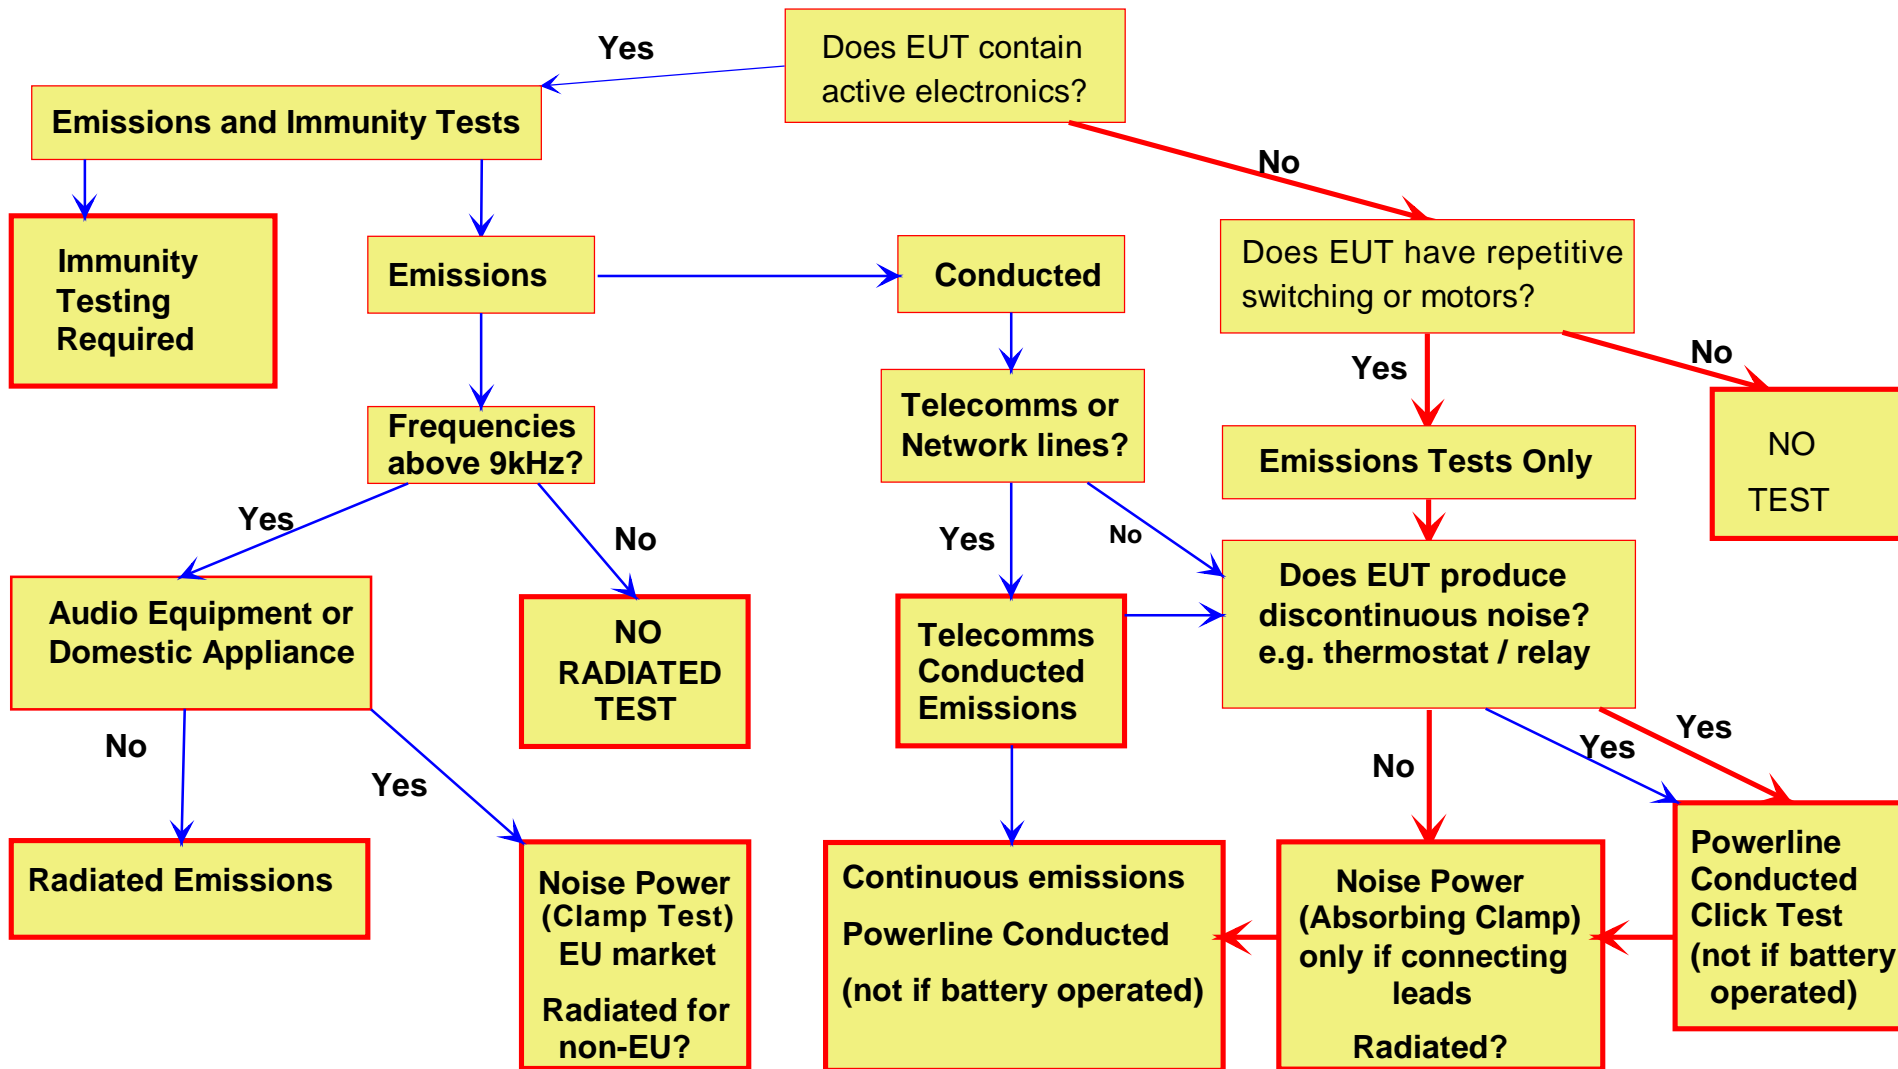 Does EUT contain
active electronics?
Yes
No
Emissions and Immunity Tests
Immunity
Testing
Required
Emissions
Conducted
Does EUT have repetitive
switching or motors?
Yes
No
NO
TEST
Frequencies
above 9kHz?
Yes
No
Telecomms or
Network lines?
Yes
No
Emissions Tests Only
Audio Equipment or
Domestic Appliance
No
Yes
NO
RADIATED
TEST
Telecomms
Conducted
Emissions
Does EUT produce
discontinuous noise?
e.g. thermostat / relay
No
Yes
Yes
Radiated Emissions
Noise Power
(Clamp Test)
EU market
Radiated for
non-EU?
Continuous emissions
Powerline Conducted
(not if battery operated)
Noise Power
(Absorbing Clamp)
only if connecting
leads
Radiated?
Powerline
Conducted
Click Test
(not if battery
operated)